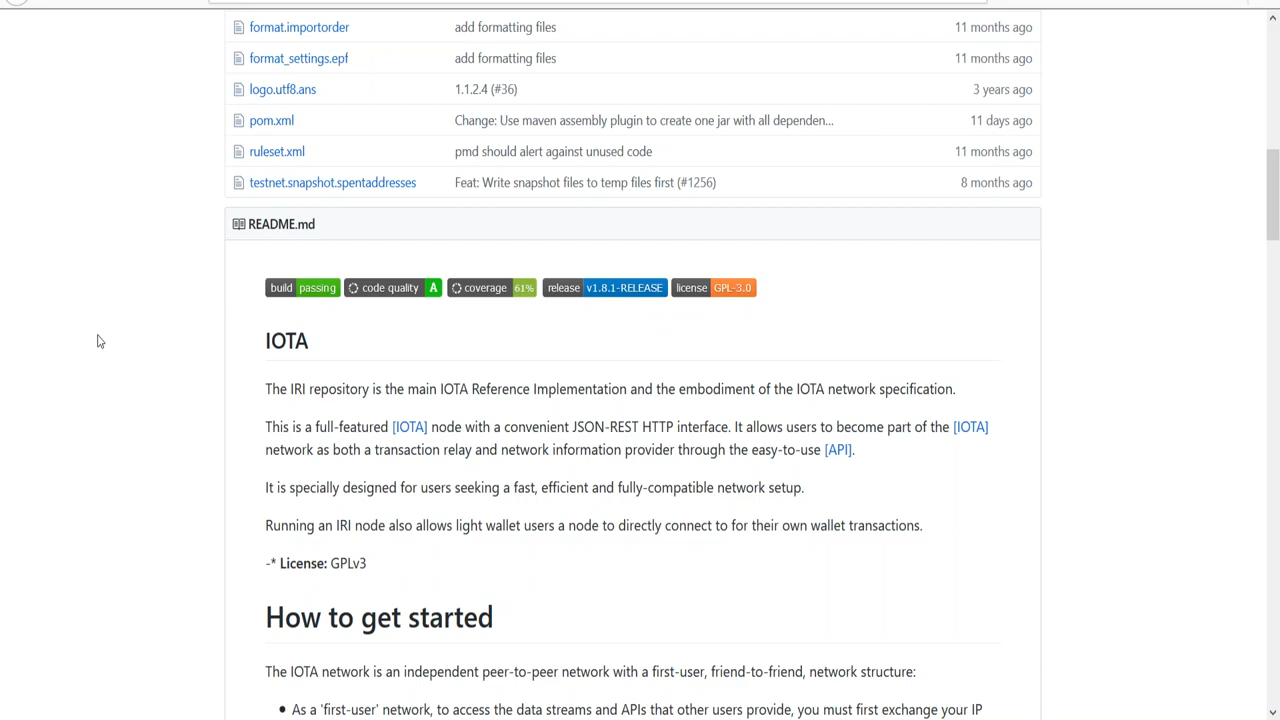 format.importorder add formatting files 11 months ago
format_settings.epf add formatting files 11 months ago
logo.utf8.ans 1.1.2.4 (#36) 3 years ago
pom.xml Change: Use maven assembly plugin to create one jar with all dependen... 11 days ago
ruleset.xml pmd should alert against unused code 11 months ago
testnet.snapshot.spentaddresses Feat: Write snapshot files to temp files first (#1256) 8 months ago
README.md
build passing code quality A coverage 61% release v1.8.1-RELEASE license GPL-3.0
IOTA
The IRI repository is the main IOTA Reference Implementation and the embodiment of the IOTA network specification.
This is a full-featured [IOTA] node with a convenient JSON-REST HTTP interface. It allows users to become part of the [IOTA]
network as both a transaction relay and network information provider through the easy-to-use [API].
It is specially designed for users seeking a fast, efficient and fully-compatible network setup.
Running an IRI node also allows light wallet users a node to directly connect to for their own wallet transactions.
-* License: GPLv3
How to get started
The IOTA network is an independent peer-to-peer network with a first-user, friend-to-friend, network structure:
• As a 'first-user' network, to access the data streams and APIs that other users provide, you must first exchange your IP